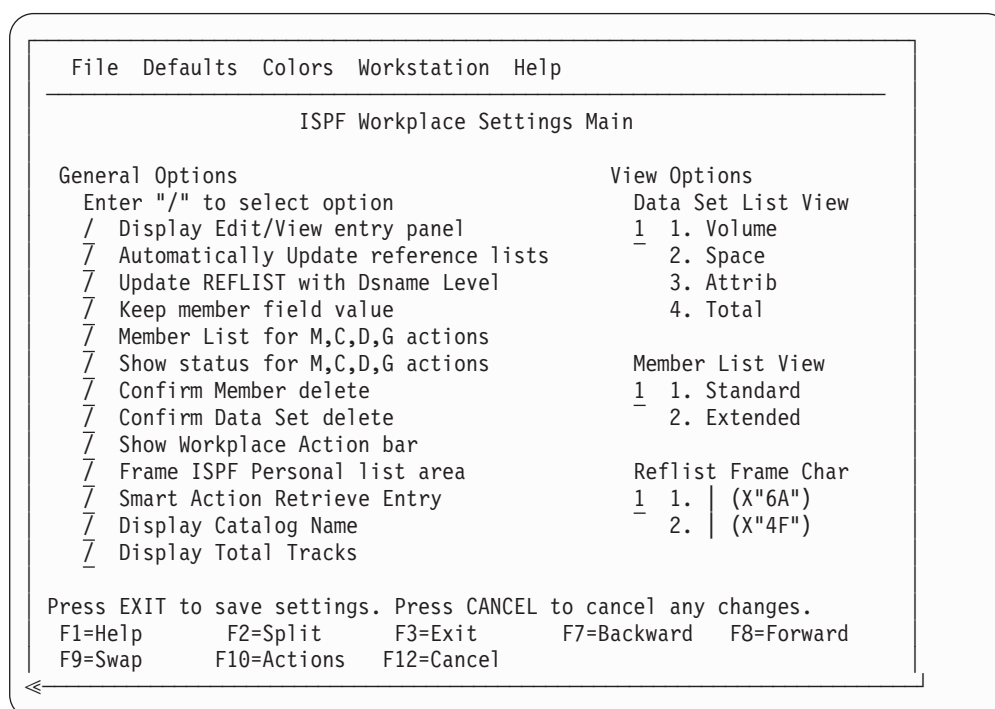 File Defaults Colors Workstation Help
ISPF Workplace Settings Main
General Options View Options
Enter "/" to select option Data Set List View
/ Display Edit/View entry panel 1 1. Volume
/ Automatically Update reference lists 2. Space
/ Update REFLIST with Dsname Level 3. Attrib
/ Keep member field value 4. Total
/ Member List for M,C,D,G actions
/ Show status for M,C,D,G actions Member List View
/ Confirm Member delete 1 1. Standard
/ Confirm Data Set delete 2. Extended
/ Show Workplace Action bar
/ Frame ISPF Personal list area Reflist Frame Char
/ Smart Action Retrieve Entry 1 1. | (X"6A")
/ Display Catalog Name 2. | (X"4F")
/ Display Total Tracks
Press EXIT to save settings. Press CANCEL to cancel any changes.
F1=Help F2=Split F3=Exit F7=Backward F8=Forward
F9=Swap F10=Actions F12=Cancel